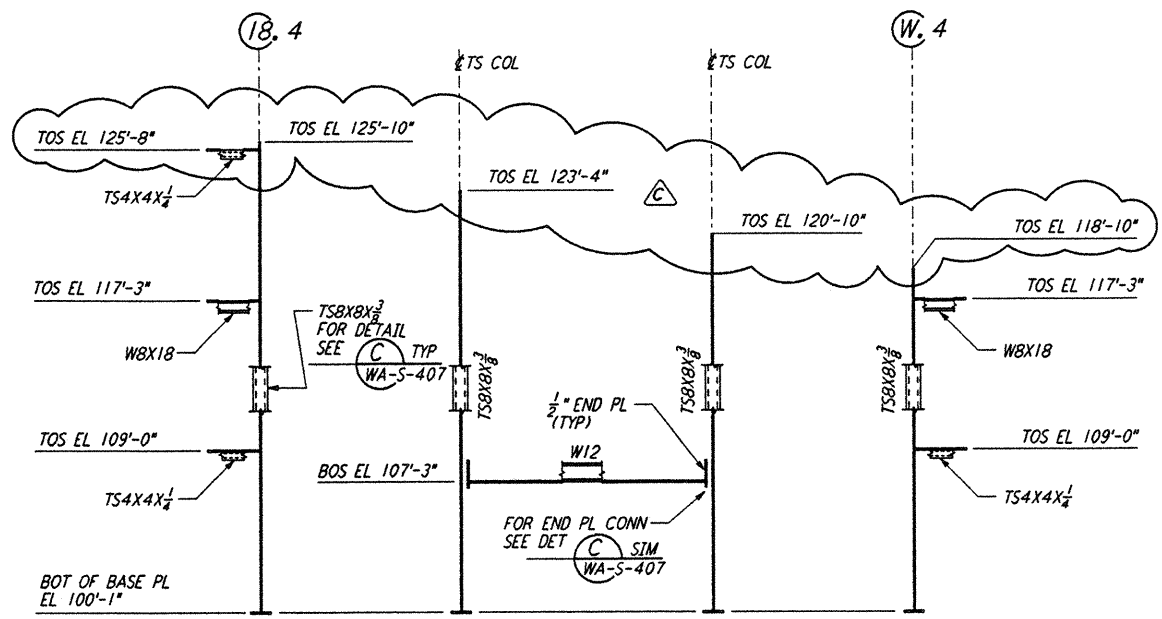 18.4
W.4
℄ TS COL
℄ TS COL
TOS EL 125'-8"
TOS EL 125'-10"
TS4X4X1/4
TOS EL 123'-4"
C
TOS EL 120'-10"
TOS EL 118'-10"
TOS EL 117'-3"
W8X18
TOS EL 117'-3"
W8X18
TS8X8X3/8
FOR DETAIL
SEE C TYP
WA-S-407
TS8X8X3/8
TS8X8X3/8
TS8X8X3/8
1/2" END PL
(TYP)
W12
TOS EL 109'-0"
TS4X4X1/4
BOS EL 107'-3"
TOS EL 109'-0"
TS4X4X1/4
FOR END PL CONN
SEE DET C SIM
WA-S-407
BOT OF BASE PL
EL 100'-1"